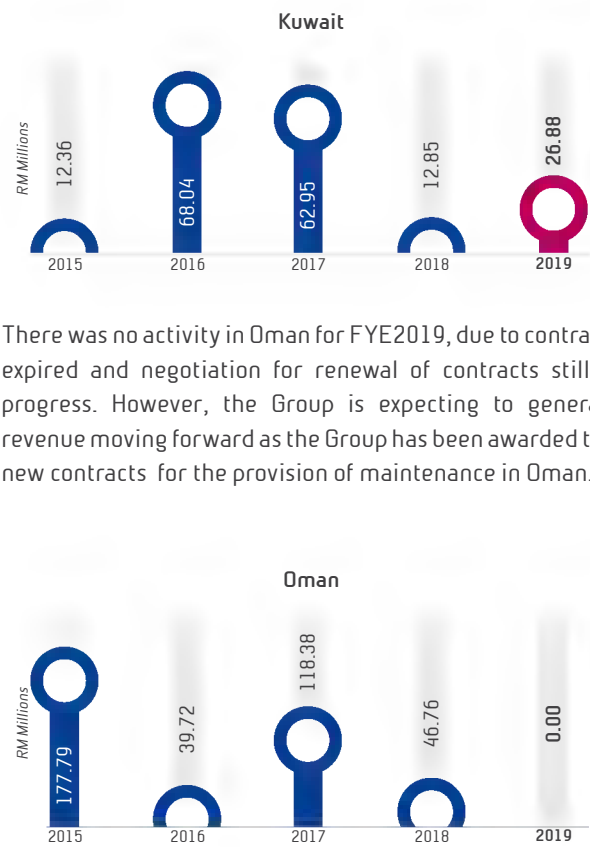 Kuwait
RM Millions
12.36
68.04
62.95
12.85
26.88
2015 2016 2017 2018 2019
There was no activity in Oman for FYE2019, due to contra
expired and negotiation for renewal of contracts still
progress. However, the Group is expecting to genera
revenue moving forward as the Group has been awarded t
new contracts for the provision of maintenance in Oman.
Oman
RM Millions
177.79
39.72
118.38
46.76
0.00
2015 2016 2017 2018 2019